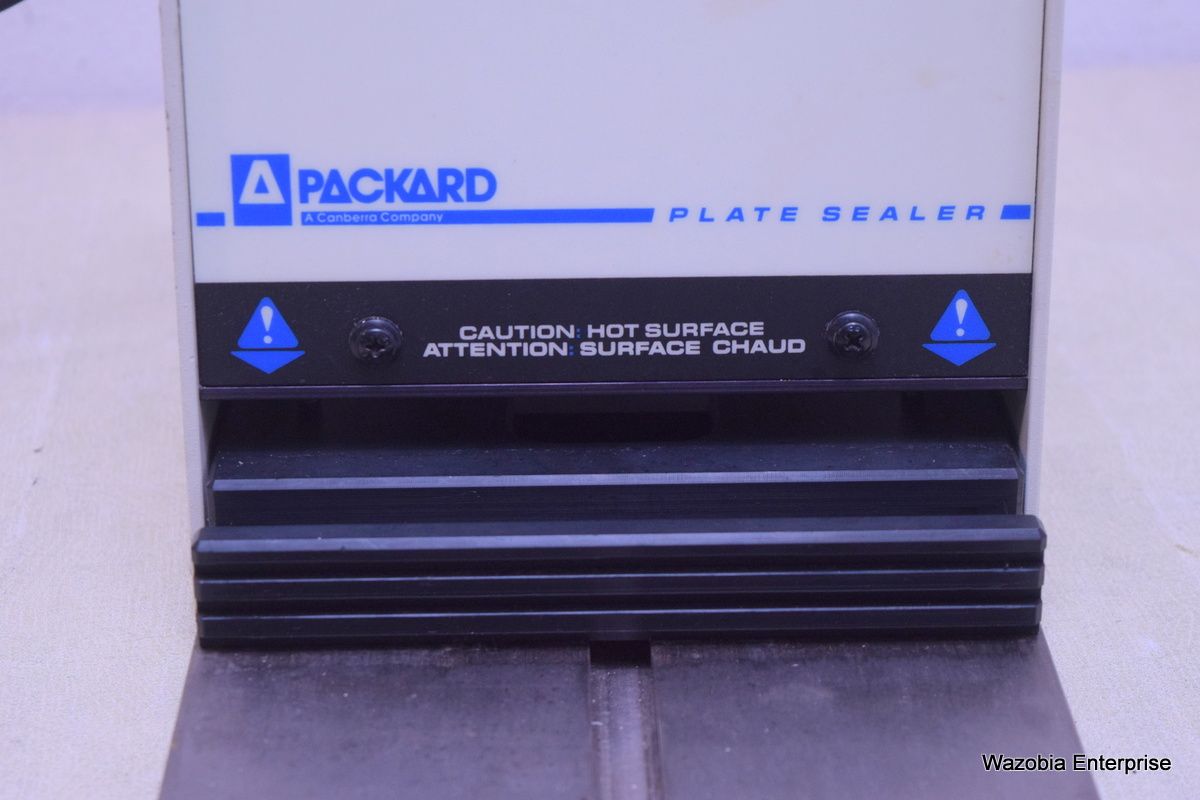 PACKARD
A Canberra Company
PLATE SEALER
CAUTION: HOT SURFACE
ATTENTION: SURFACE CHAUD
Wazobia Enterprise